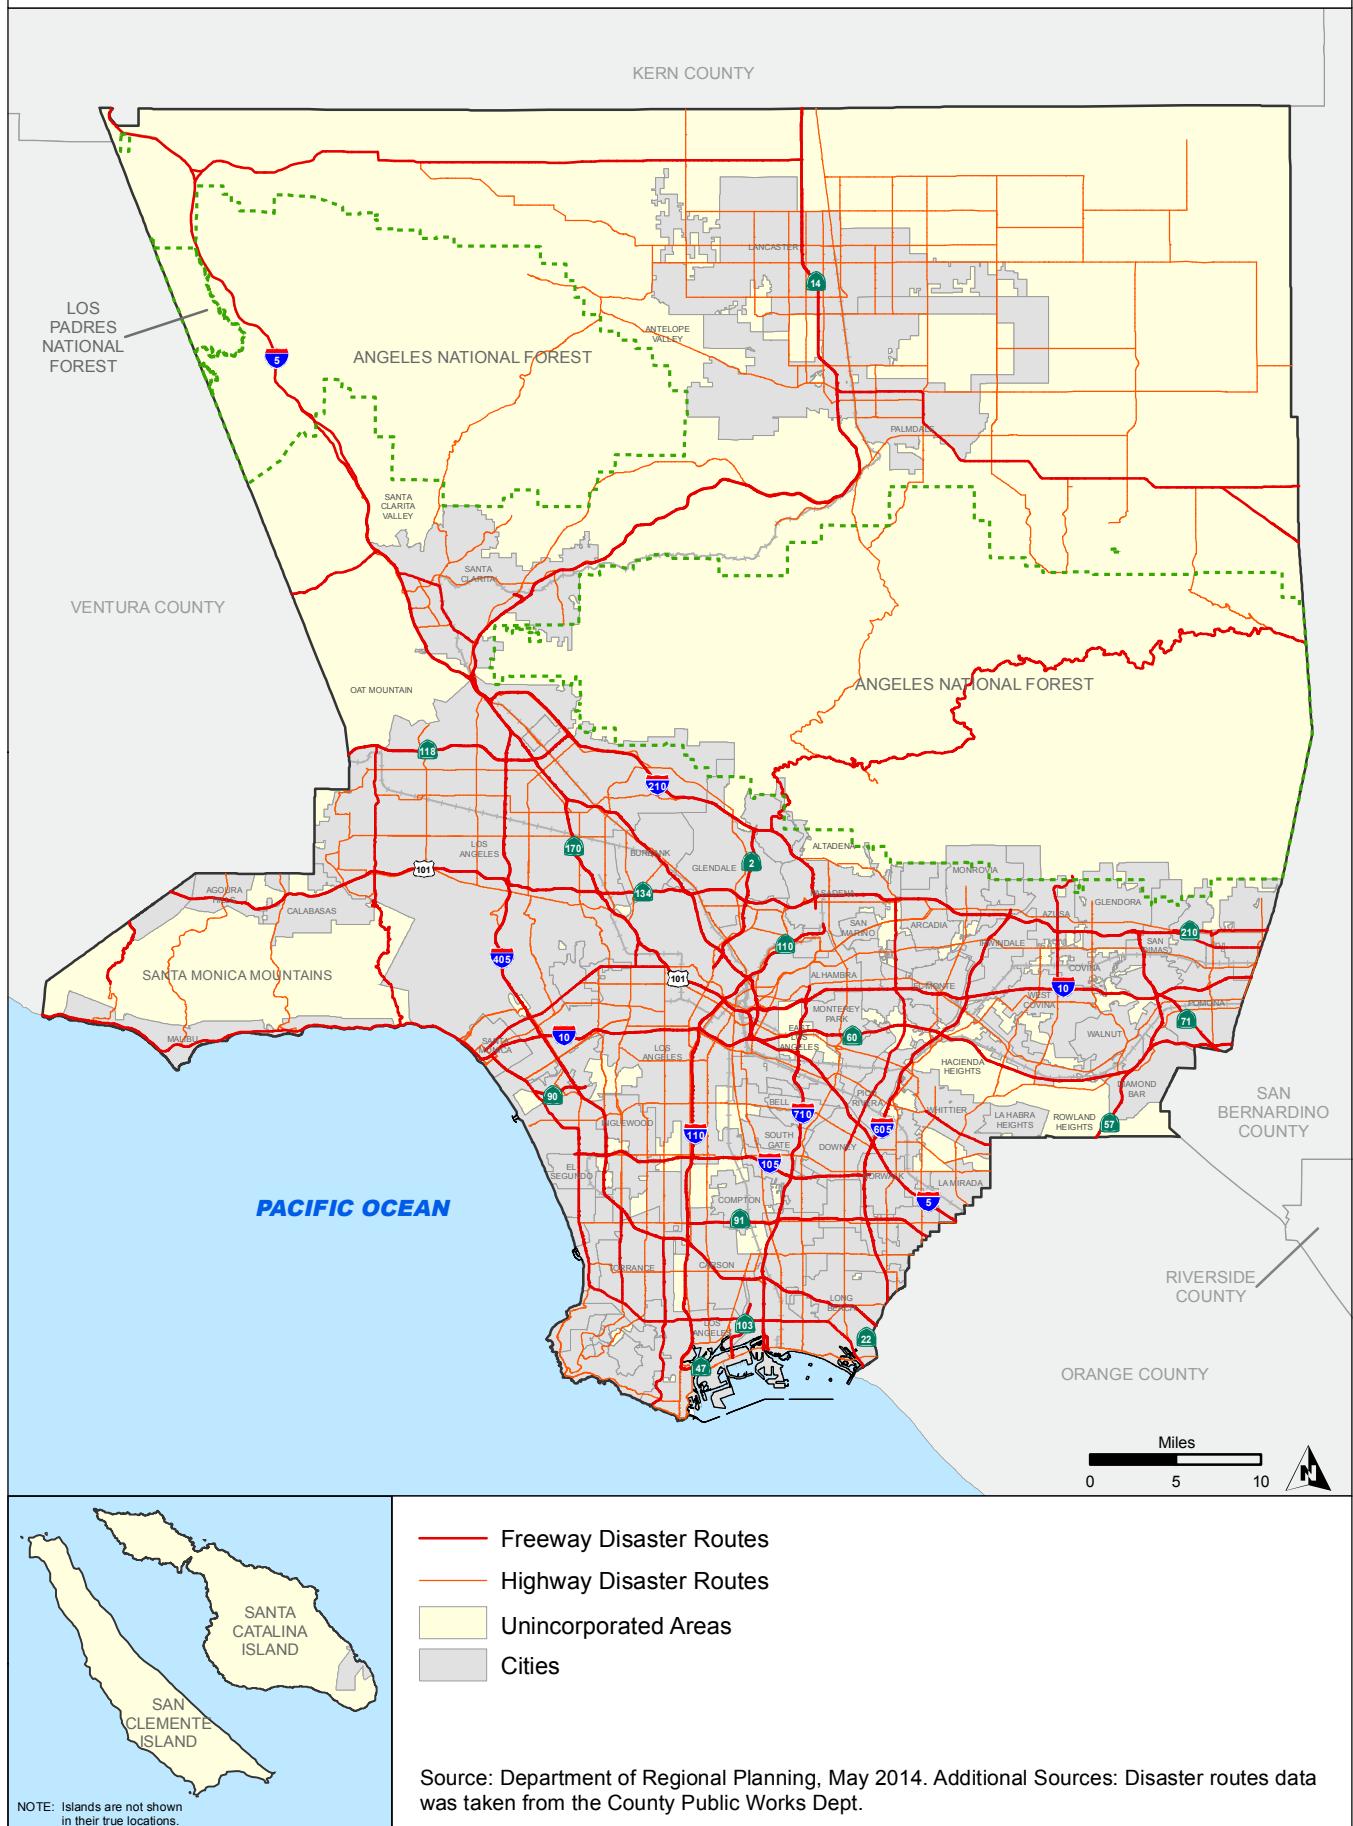 KERN COUNTY
LANCASTER
14
LOS
PADRES
NATIONAL
FOREST
ANTELOPE
VALLEY
5
ANGELES NATIONAL FOREST
PALMDALE
SANTA
CLARITA
VALLEY
SANTA
CLARITA
VENTURA COUNTY
OAT MOUNTAIN
ANGELES NATIONAL FOREST
118
210
LOS
ANGELES
170
BURBANK
GLENDALE
2
ALTADENA
MONROVIA
101
134
PASADENA
AGOURA
HILLS
CALABASAS
SAN
MARINO
ARCADIA
AZUSA
GLENDORA
210
110
IRWINDALE
SAN
DIMAS
405
SANTA MONICA MOUNTAINS
101
ALHAMBRA
EL MONTE
COVINA
10
WEST
COVINA
POMONA
MONTEREY
PARK
71
MALIBU
SANTA
MONICA
10
LOS
ANGELES
EAST
LOS
ANGELES
60
WALNUT
HACIENDA
HEIGHTS
90
BELL
PICO
RIVERA
DIAMOND
BAR
SAN
BERNARDINO
COUNTY
INGLEWOOD
710
WHITTIER
LA HABRA
HEIGHTS
ROWLAND
HEIGHTS
57
110
SOUTH
GATE
605
DOWNEY
EL
SEGUNDO
105
NORWALK
LA MIRADA
PACIFIC OCEAN
COMPTON
5
91
TORRANCE
CARSON
RIVERSIDE
COUNTY
LONG
BEACH
LOS
ANGELES
103
22
47
ORANGE COUNTY
Miles
0 5 10
N
Freeway Disaster Routes
Highway Disaster Routes
Unincorporated Areas
Cities
SANTA
CATALINA
ISLAND
SAN
CLEMENTE
ISLAND
NOTE: Islands are not shown
in their true locations.
Source: Department of Regional Planning, May 2014. Additional Sources: Disaster routes data
was taken from the County Public Works Dept.